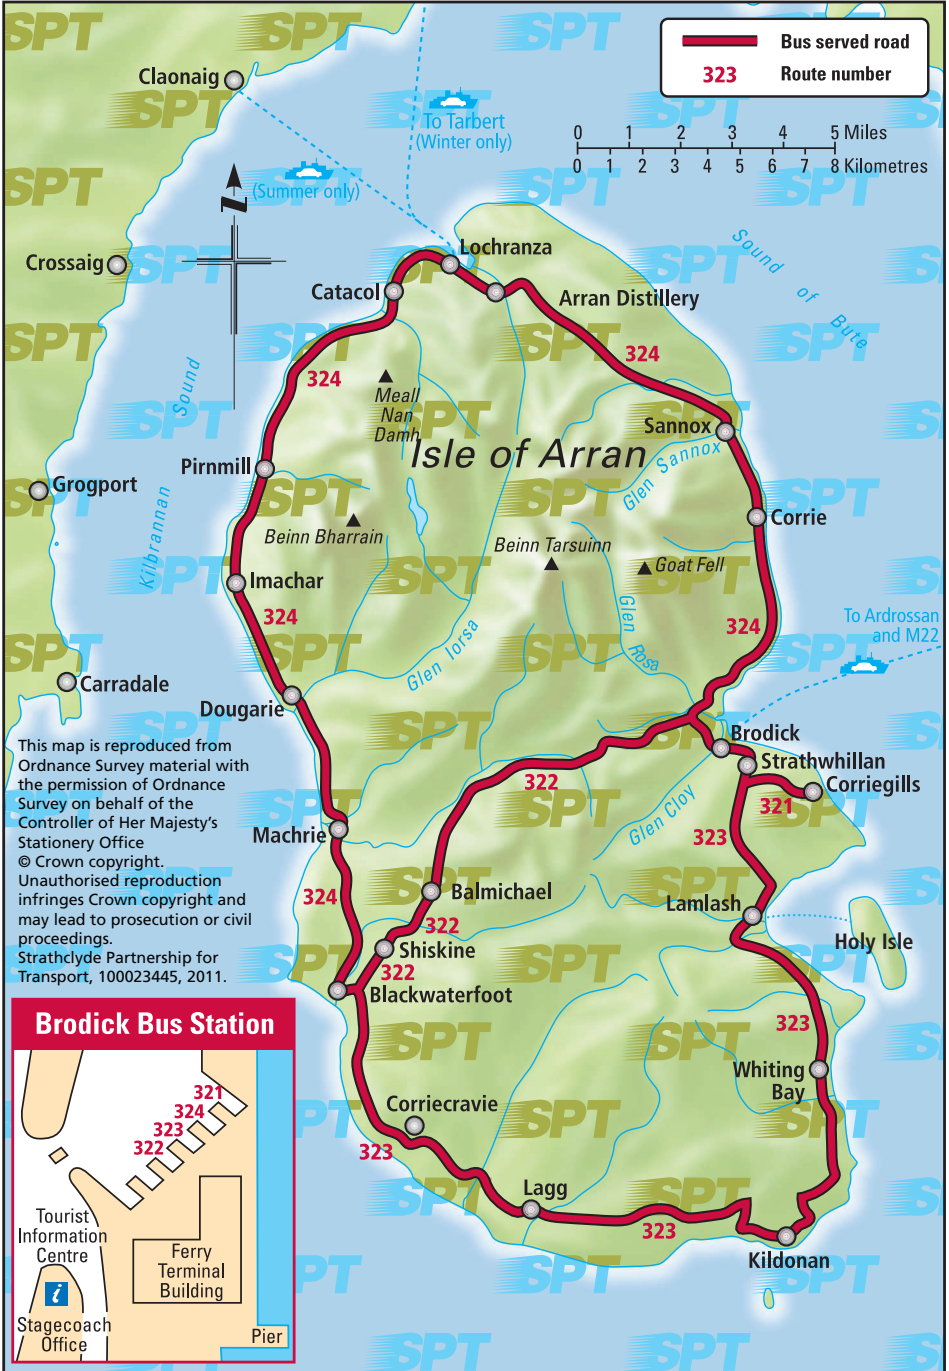 Bus served road
323 Route number
0 1 2 3 4 5 Miles
0 1 2 3 4 5 6 7 8 Kilometres
Claonaig
To Tarbert
(Winter only)
(Summer only)
N
Crossaig
Lochranza
Catacol
Arran Distillery
Sound
of
Bute
324
324
Meall
Nan
Damh
Sound
Kilbrannan
Sannox
Isle of Arran
Glen Sannox
Pirnmill
Grogport
Corrie
Beinn Bharrain
Beinn Tarsuinn
Goat Fell
Imachar
324
Glen Iorsa
Glen Rosa
324
To Ardrossan
and M22
Carradale
Dougarie
Brodick
Strathwhillan
Corriegills
321
322
323
Glen Cloy
This map is reproduced from
Ordnance Survey material with
the permission of Ordnance
Survey on behalf of the
Controller of Her Majesty's
Stationery Office
© Crown copyright.
Unauthorised reproduction
infringes Crown copyright and
may lead to prosecution or civil
proceedings.
Strathclyde Partnership for
Transport, 100023445, 2011.
Machrie
324
Balmichael
322
Shiskine
322
Blackwaterfoot
Lamlash
Holy Isle
323
Whiting
Bay
Corriecravie
323
Lagg
323
Kildonan
Brodick Bus Station
321
324
323
322
Tourist
Information
Centre
i
Stagecoach
Office
Ferry
Terminal
Building
Pier
SPT